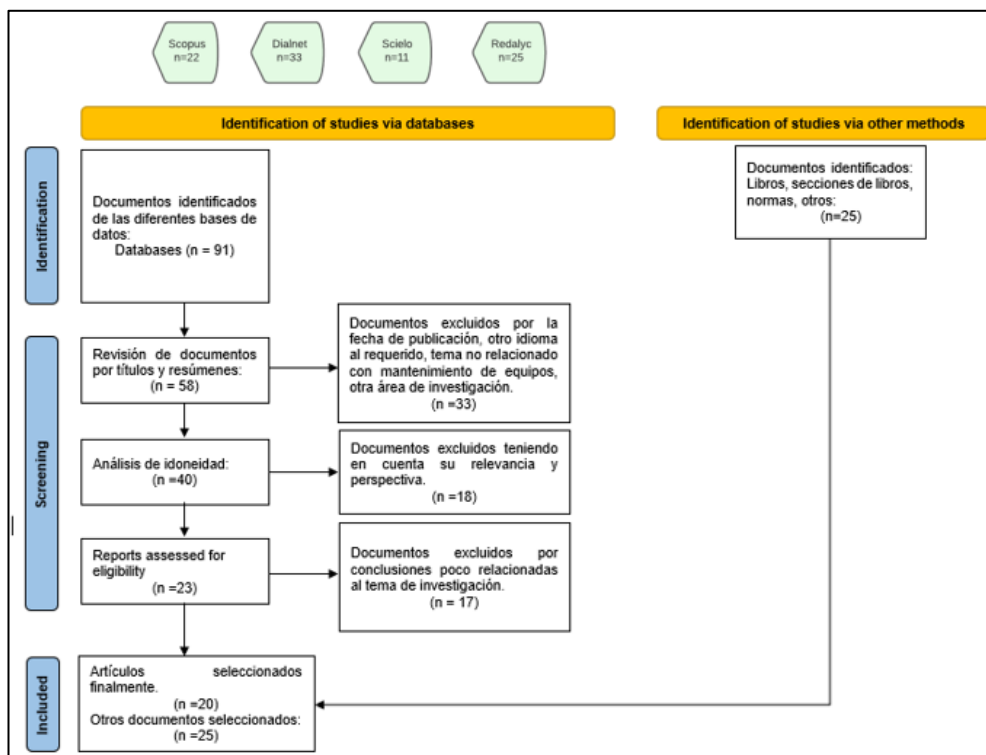 Scopus
n=22
Dialnet
n=33
Scielo
n=11
Redalyc
n=25
Identification of studies via databases
Identification of studies via other methods
Identification
Documentos identificados
de las diferentes bases de
datos:
Databases (n = 91)
Documentos identificados:
Libros, secciones de libros,
normas, otros:
(n=25)
Screening
Revisión de documentos
por títulos y resúmenes:
(n = 58)
Documentos excluidos por la
fecha de publicación, otro idioma
al requerido, tema no relacionado
con mantenimiento de equipos,
otra área de investigación.
(n =33)
Análisis de idoneidad:
(n =40)
Documentos excluidos teniendo
en cuenta su relevancia y
perspectiva.
(n =18)
Reports assessed for
eligibility
(n =23)
Documentos excluidos por
conclusiones poco relacionadas
al tema de investigación.
(n = 17)
Included
Artículos seleccionados
finalmente.
(n =20)
Otros documentos seleccionados:
(n =25)